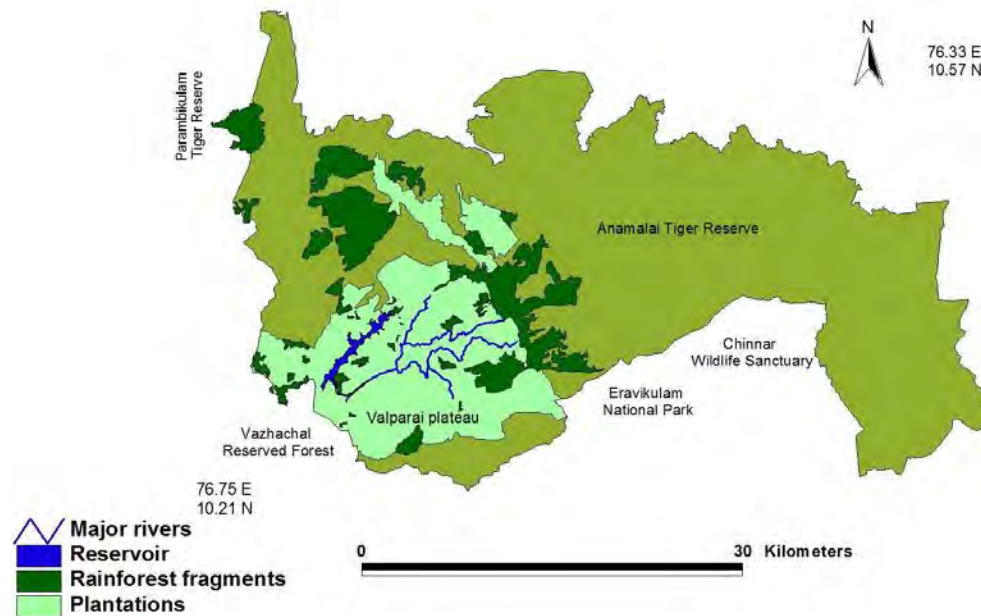 N
76.33 E
10.57 N
Parambikulam
Tiger Reserve
Anamalai Tiger Reserve
Chinnar
Wildlife Sanctuary
Eravikulam
National Park
Valparai plateau
Vazhachal
Reserved Forest
76.75 E
10.21 N
Major rivers
Reservoir
Rainforest fragments
Plantations
0
30 Kilometers